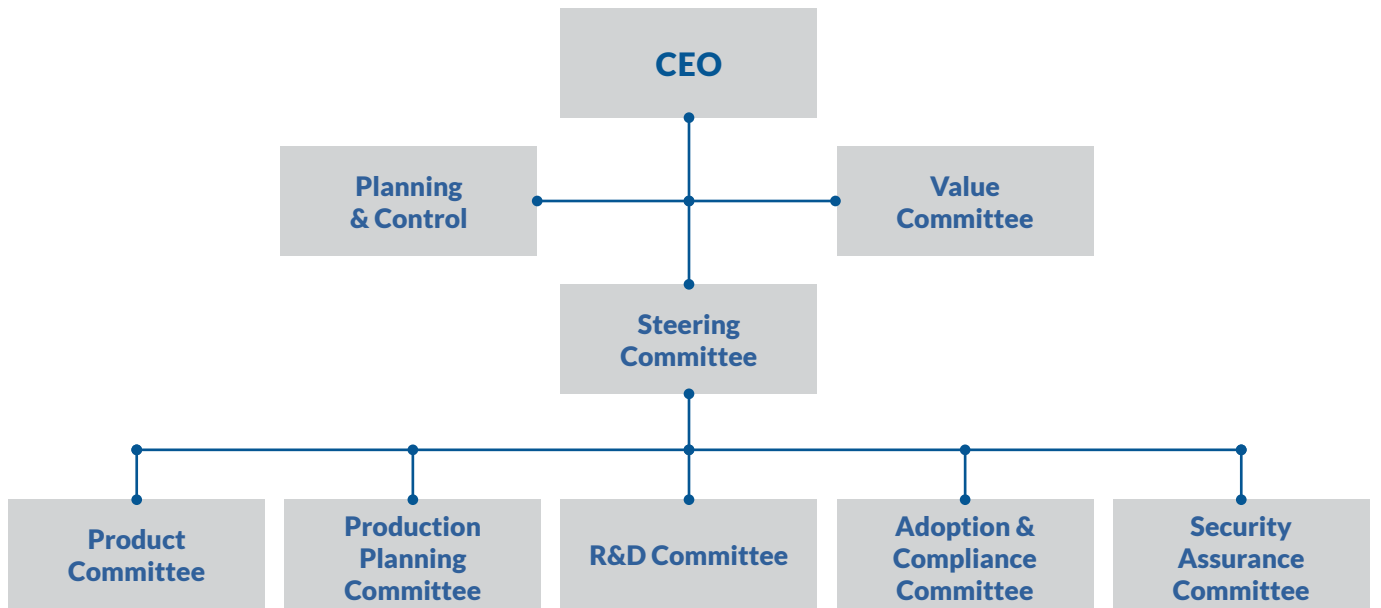 CEO
Planning
& Control
Value
Committee
Steering
Committee
Product
Committee
Production
Planning
Committee
R&D Committee
Adoption &
Compliance
Committee
Security
Assurance
Committee